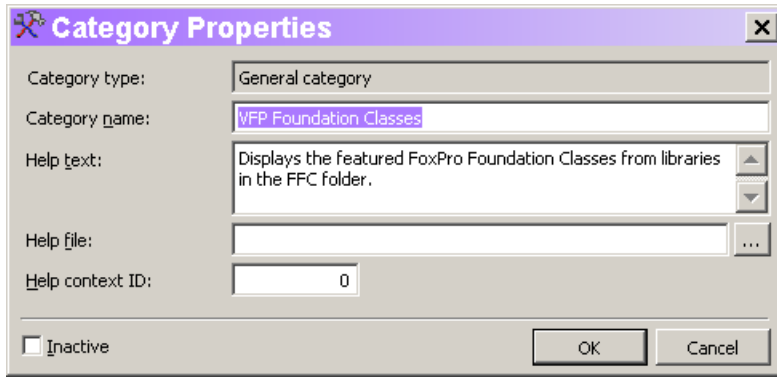 Category Properties
Category type: General category
Category name: VFP Foundation Classes
Help text: Displays the featured FoxPro Foundation Classes from libraries
in the FFC folder.
Help file: ...
Help context ID: 0
Inactive OK Cancel